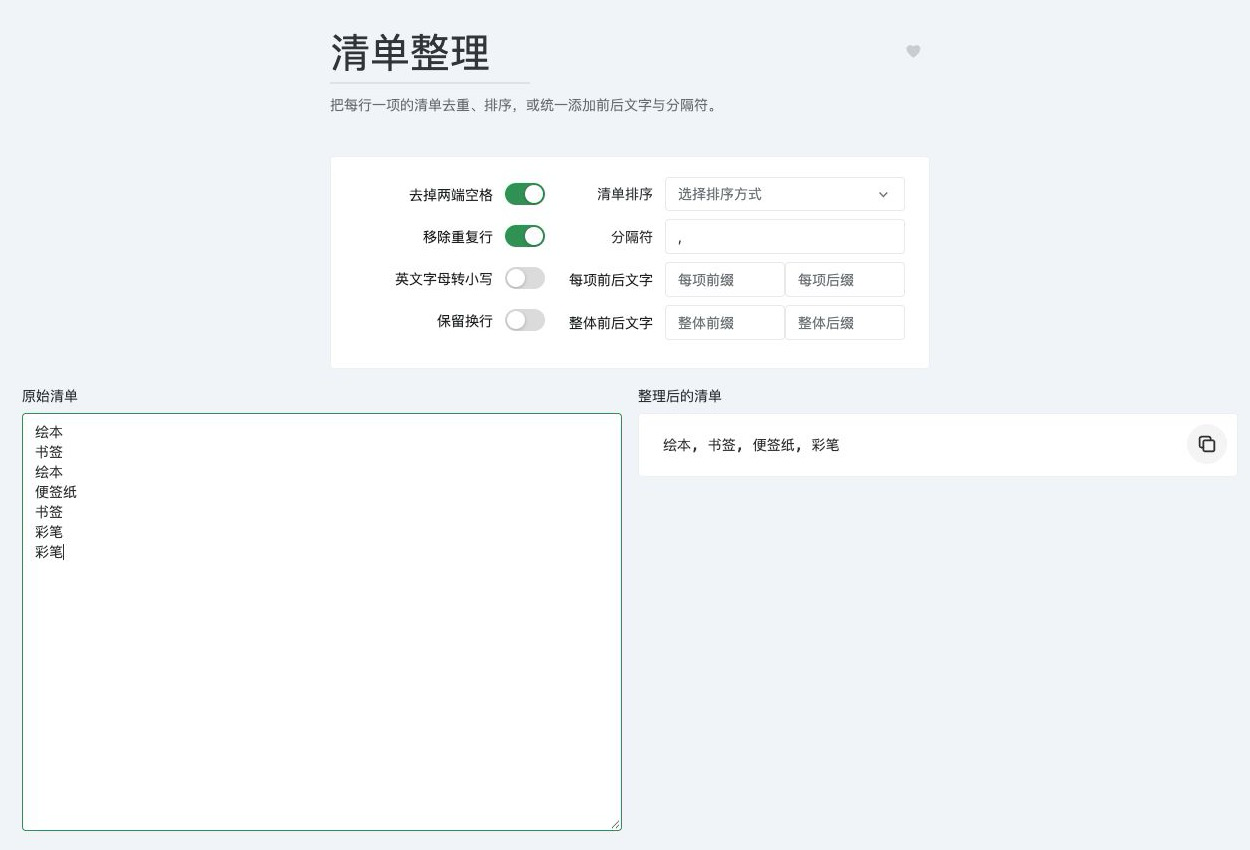 清单整理
把每行一项的清单去重、排序，或统一添加前后文字与分隔符。
去掉两端空格
清单排序
选择排序方式
移除重复行
分隔符
,
英文字母转小写
每项前后文字
每项前缀
每项后缀
保留换行
整体前后文字
整体前缀
整体后缀
原始清单
绘本
书签
绘本
便签纸
书签
彩笔
彩笔
整理后的清单
绘本, 书签, 便签纸, 彩笔